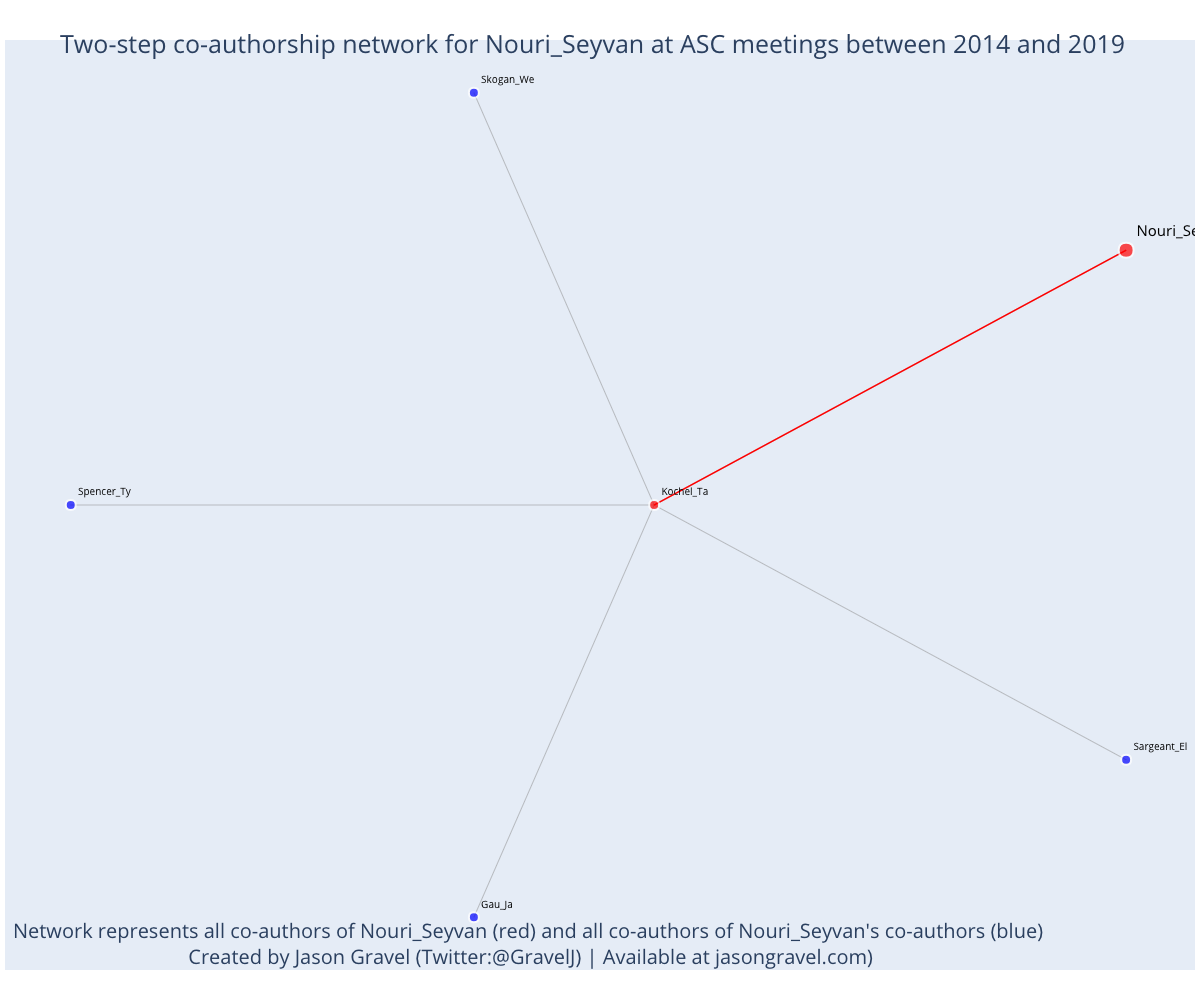 Two-step co-authorship network for Nouri_Seyvan at ASC meetings between 2014 and 2019
Skogan_We
Nouri_Se
Spencer_Ty
Kochel_Ta
Sargeant_El
Gau_Ja
Network represents all co-authors of Nouri_Seyvan (red) and all co-authors of Nouri_Seyvan's co-authors (blue)
Created by Jason Gravel (Twitter:@GravelJ) | Available at jasongravel.com)